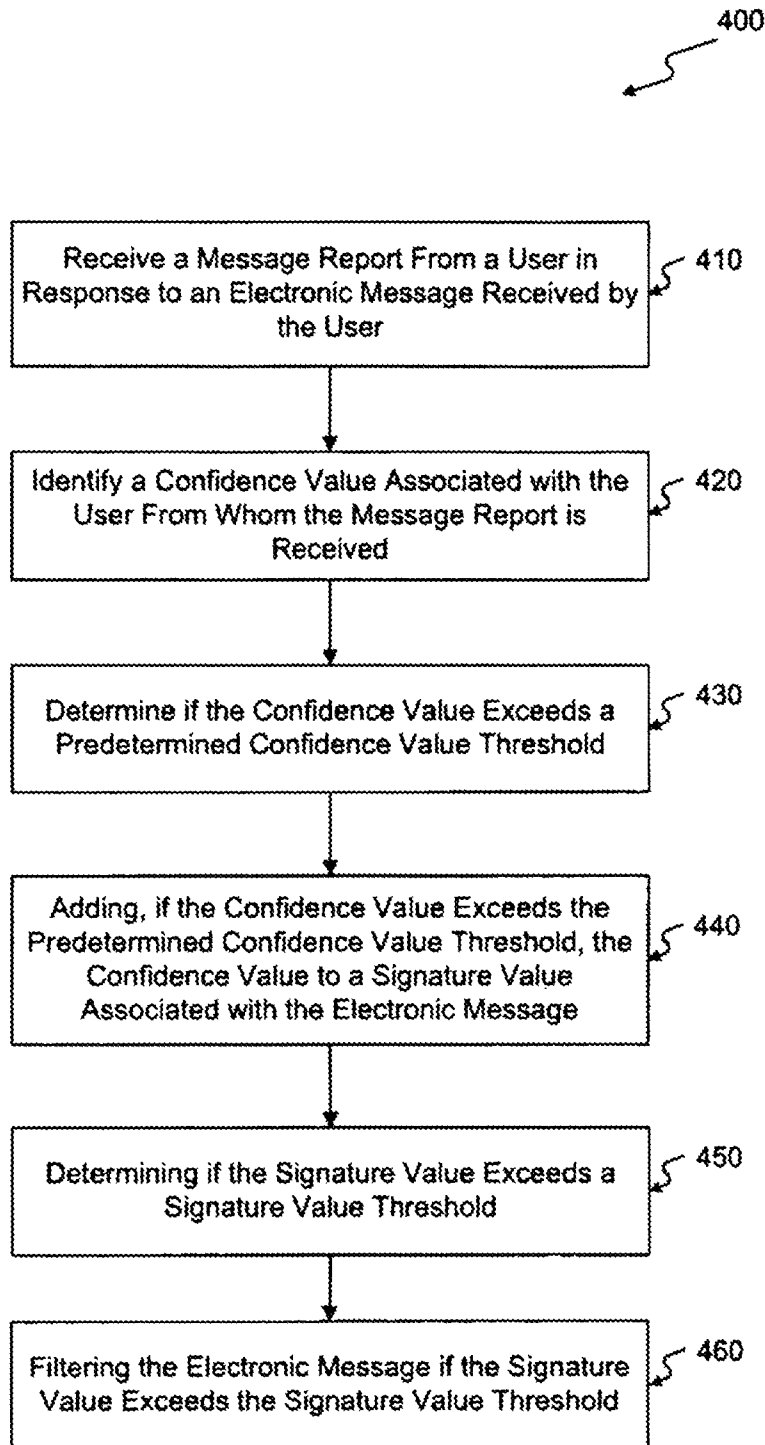 400
Receive a Message Report From a User in
Response to an Electronic Message Received by
the User
410
Identify a Confidence Value Associated with the
User From Whom the Message Report is
Received
420
Determine if the Confidence Value Exceeds a
Predetermined Confidence Value Threshold
430
Adding, if the Confidence Value Exceeds the
Predetermined Confidence Value Threshold, the
Confidence Value to a Signature Value
Associated with the Electronic Message
440
Determining if the Signature Value Exceeds a
Signature Value Threshold
450
Filtering the Electronic Message if the Signature
Value Exceeds the Signature Value Threshold
460